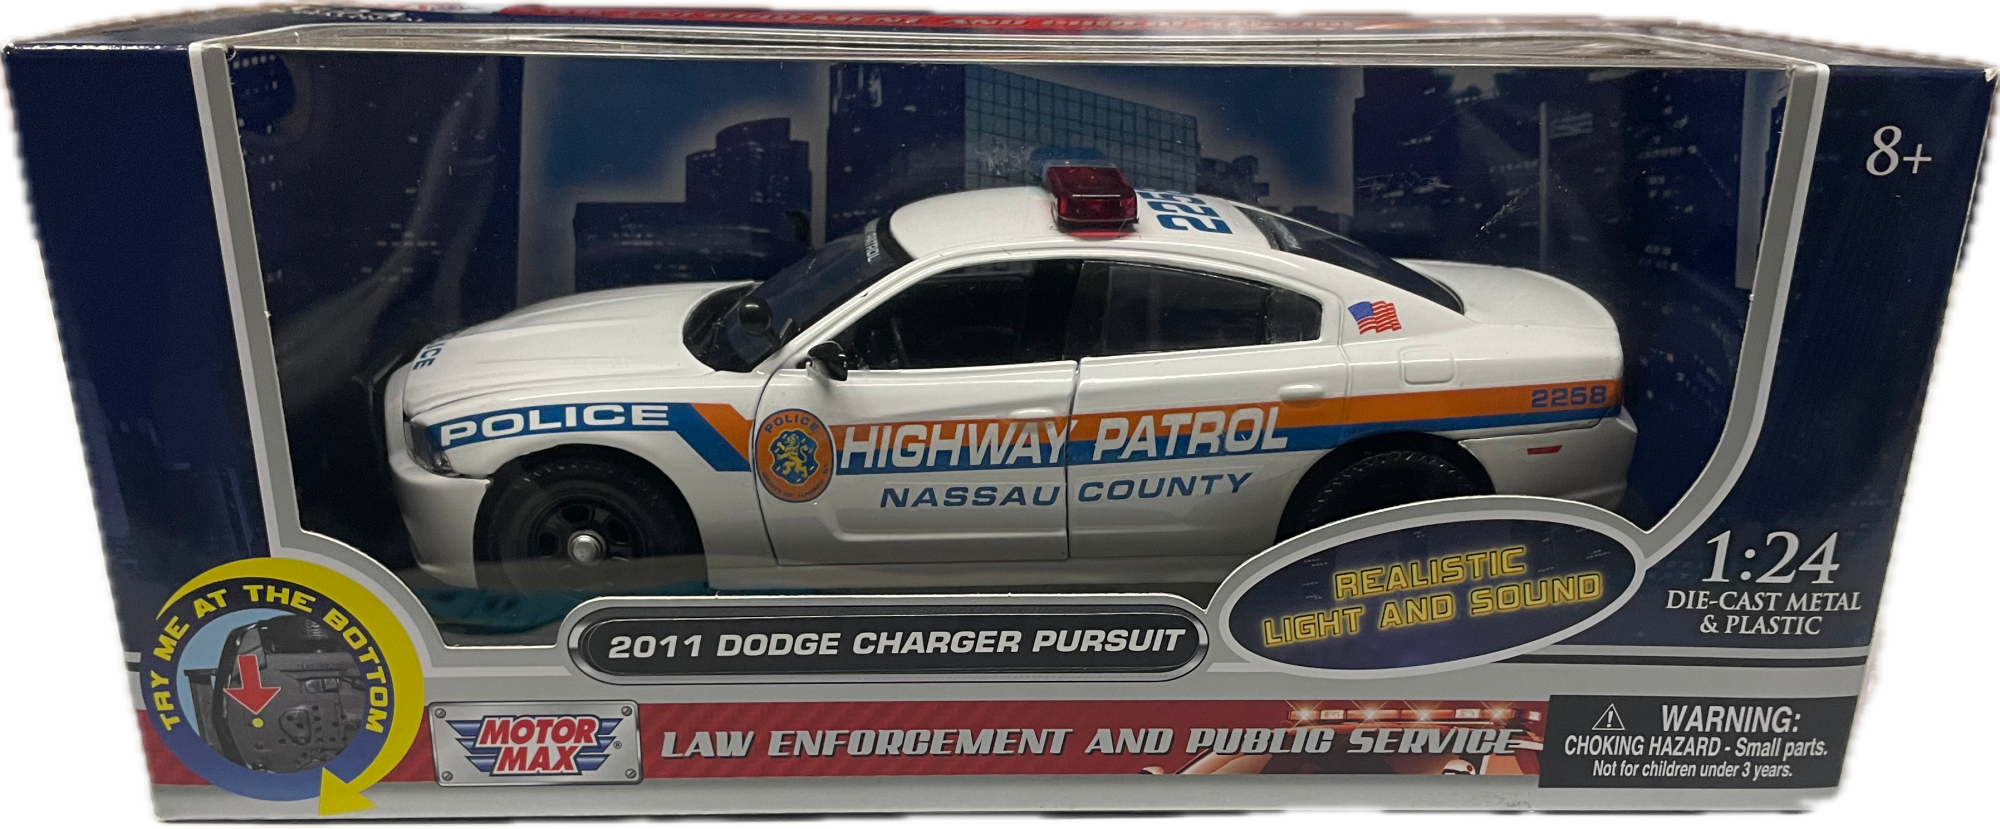 8+
225
POLICE
POLICE
HIGHWAY PATROL
NASSAU COUNTY
2258
REALISTIC
LIGHT AND SOUND
1:24
DIE-CAST METAL
& PLASTIC
TRY ME AT THE BOTTOM
2011 DODGE CHARGER PURSUIT
MOTOR
MAX®
LAW ENFORCEMENT AND PUBLIC SERVICE
WARNING:
CHOKING HAZARD - Small parts.
Not for children under 3 years.